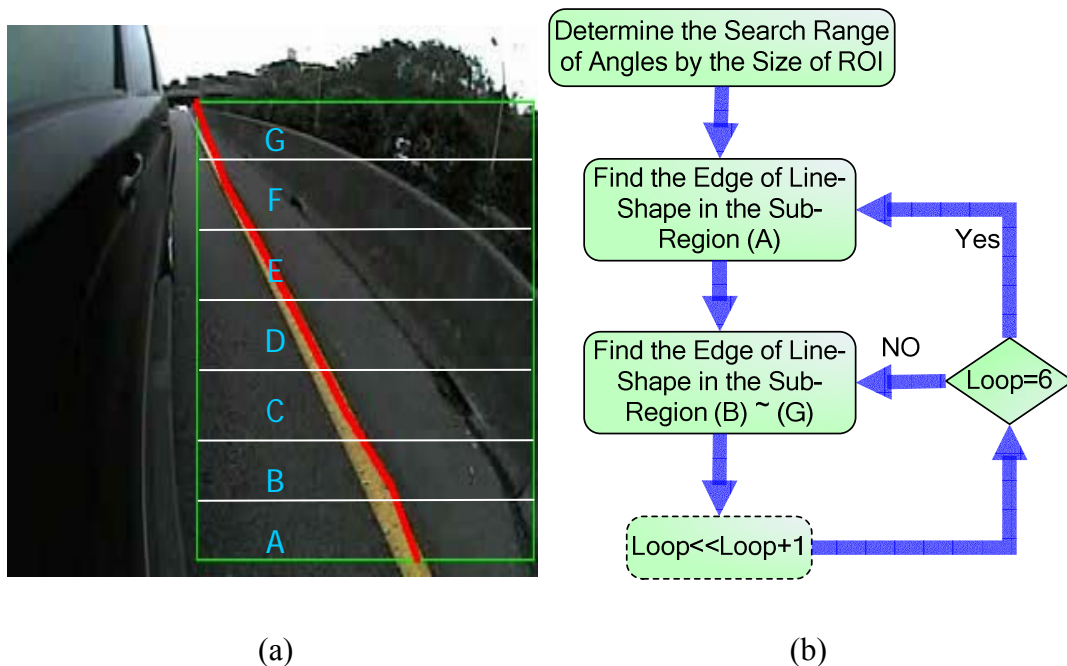 G
F
E
D
C
B
A
(a)
Determine the Search Range
of Angles by the Size of ROI
Find the Edge of Line-
Shape in the Sub-
Region (A)
Yes
Find the Edge of Line-
Shape in the Sub-
Region (B) ~ (G)
NO
Loop=6
Loop<<Loop+1
(b)